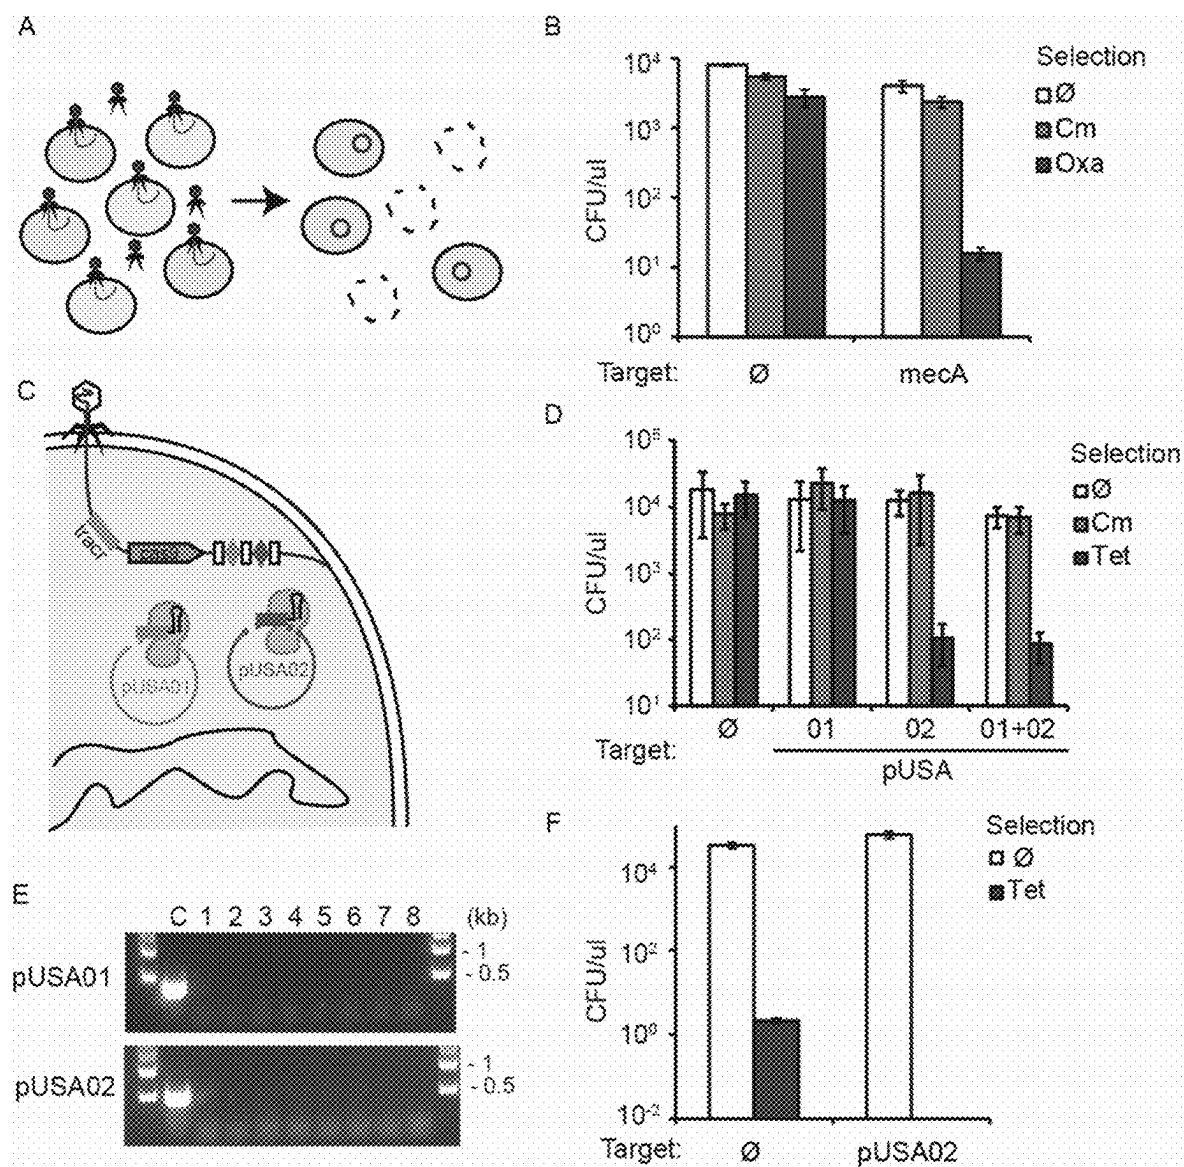 A
B
CFU/ul
10⁴
10³
10²
10¹
10⁰
Selection
Ø
Cm
Oxa
Target: Ø mecA
C
tracr
pUSA01
pUSA02
D
CFU/ul
10⁵
10⁴
10³
10²
10¹
Selection
Ø
Cm
Tet
Ø 01 02 01+02
Target:
pUSA
E
C 1 2 3 4 5 6 7 8 (kb)
pUSA01
- 1
- 0.5
pUSA02
- 1
- 0.5
F
CFU/ul
10⁴
10²
10⁰
10⁻²
Selection
Ø
Tet
Target: Ø pUSA02